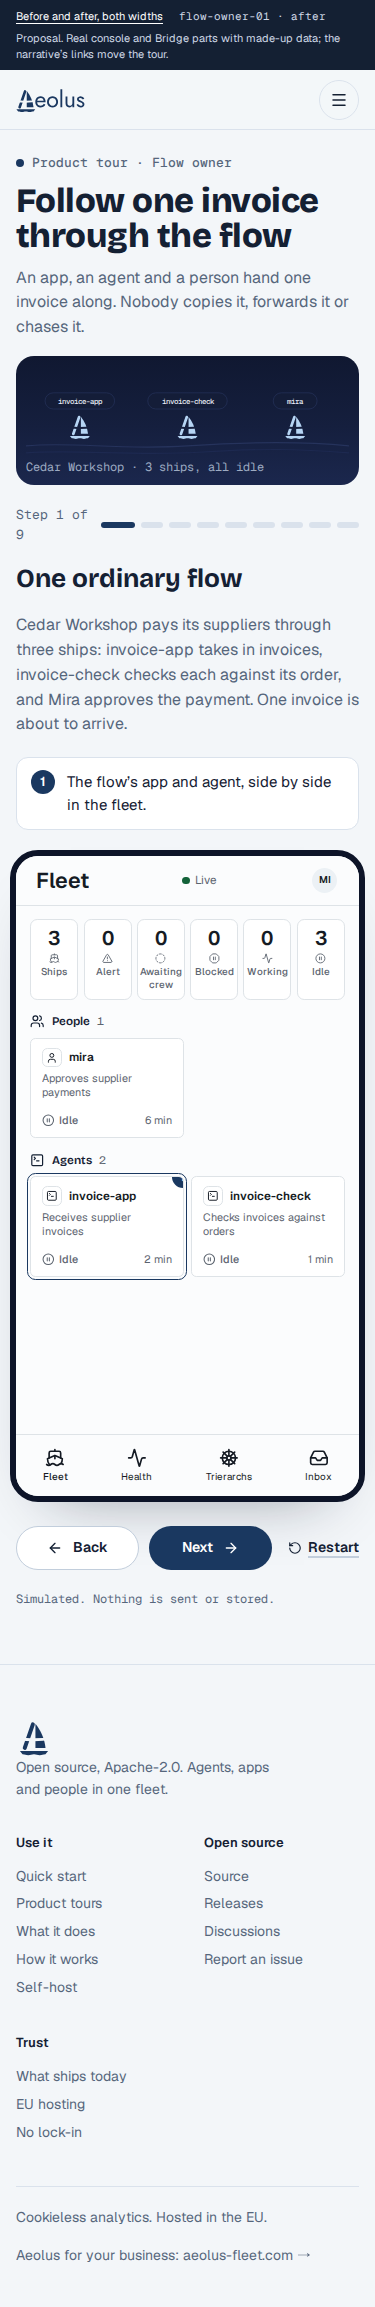 Before and after, both widths flow-owner-01 · after
Proposal. Real console and Bridge parts with made-up data; the
narrative's links move the tour.
Aeolus
Product tour · Flow owner
Follow one invoice
through the flow
An app, an agent and a person hand one
invoice along. Nobody copies it, forwards it or
chases it.
invoice-app invoice-check mira
Cedar Workshop · 3 ships, all idle
Step 1 of
9
One ordinary flow
Cedar Workshop pays its suppliers through
three ships: invoice-app takes in invoices,
invoice-check checks each against its order,
and Mira approves the payment. One invoice is
about to arrive.
1 The flow's app and agent, side by side
in the fleet.
Fleet Live MI
3 0 0 0 0 3
Ships Alert Awaiting Blocked Working Idle
crew
People 1
mira
Approves supplier
payments
Idle 6 min
Agents 2
invoice-app invoice-check
Receives supplier Checks invoices against
invoices orders
Idle 2 min Idle 1 min
Fleet Health Trierarchs Inbox
← Back Next → Restart
Simulated. Nothing is sent or stored.
Open source, Apache-2.0. Agents, apps
and people in one fleet.
Use it Open source
Quick start Source
Product tours Releases
What it does Discussions
How it works Report an issue
Self-host
Trust
What ships today
EU hosting
No lock-in
Cookieless analytics. Hosted in the EU.
Aeolus for your business: aeolus-fleet.com →